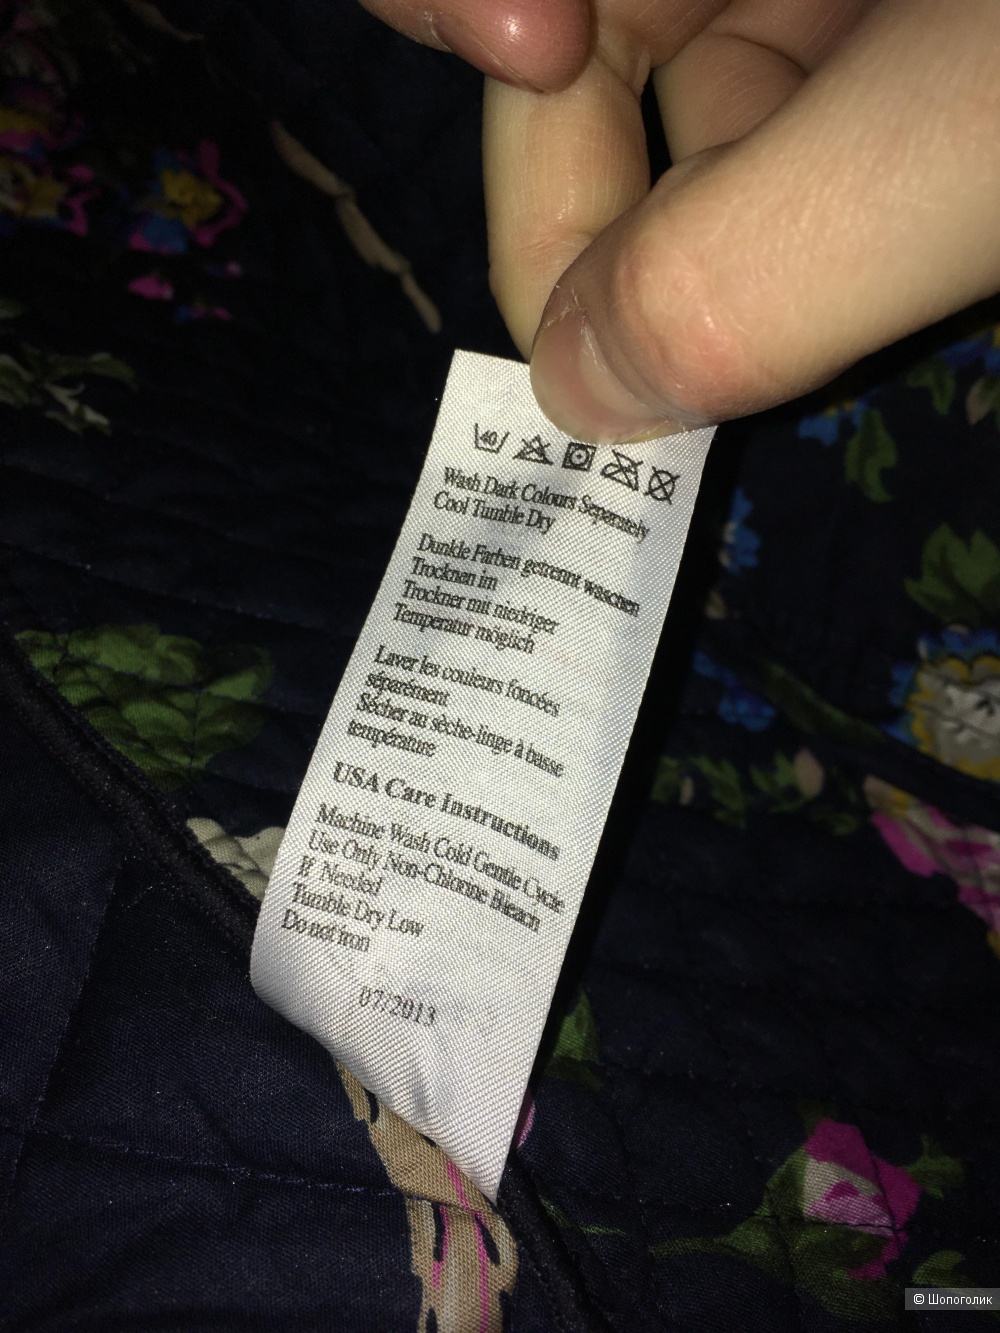 40
Wash Dark Colours Separately
Cool Tumble Dry
Dunkle Farben getrennt waschen
Trocknen im
Trockner mit niedriger
Temperatur möglich
Laver les couleurs foncées
séparément
Sécher au sèche-linge à basse
température
USA Care Instructions
Machine Wash Cold Gentle Cycle
Use Only Non-Chlorine Bleach
If Needed
Tumble Dry Low
Do not iron
07/2013
© Шопоголик